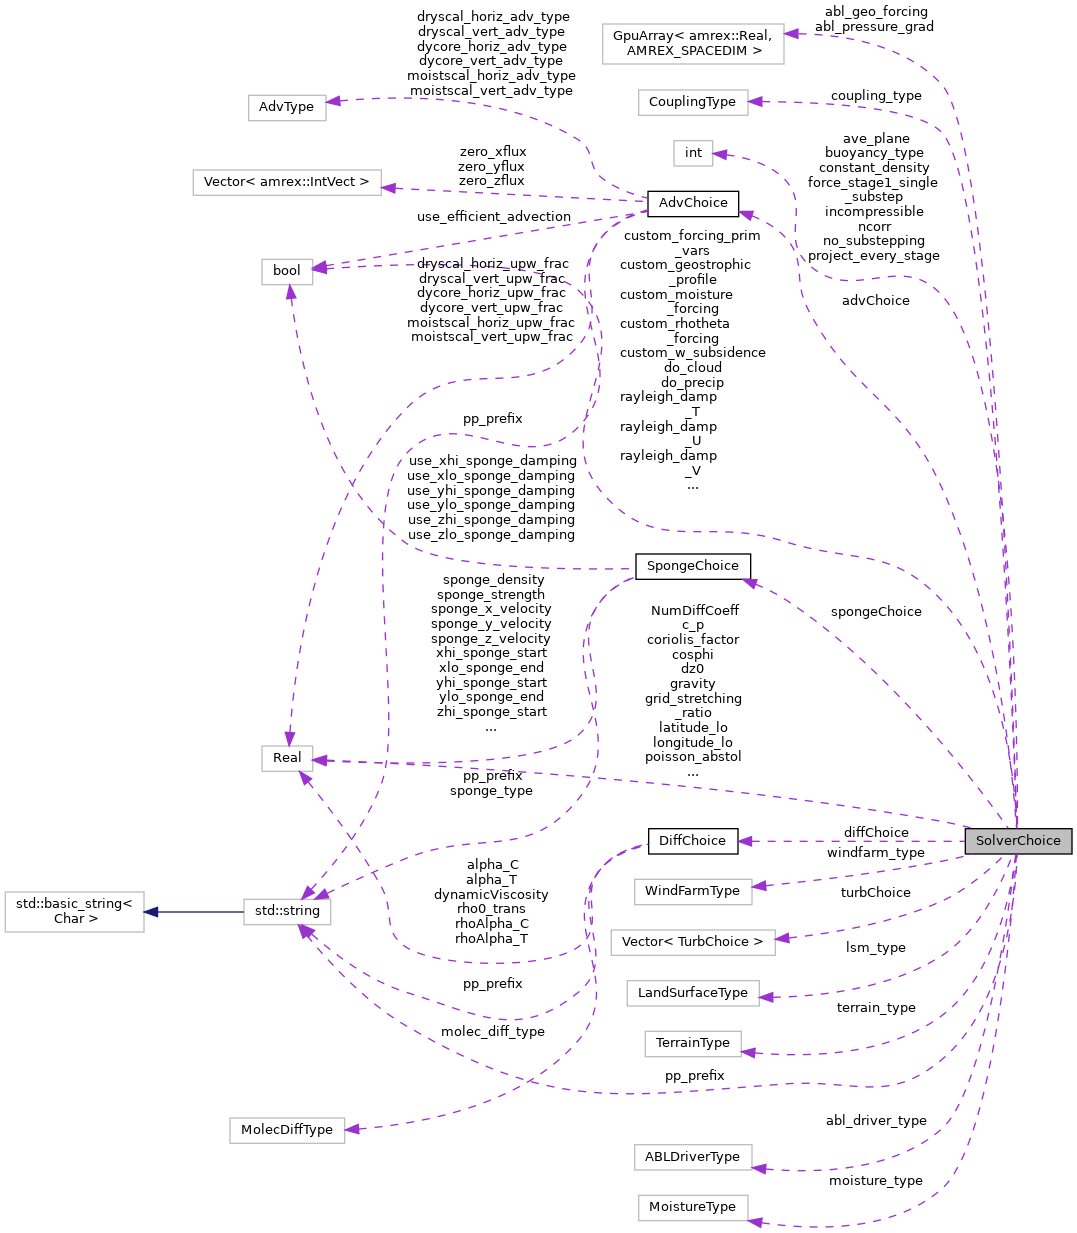 dryscal_horiz_adv_type
dryscal_vert_adv_type
dycore_horiz_adv_type
dycore_vert_adv_type
moistscal_horiz_adv_type
moistscal_vert_adv_type
GpuArray< amrex::Real,
AMREX_SPACEDIM >
abl_geo_forcing
abl_pressure_grad
AdvType
CouplingType
coupling_type
int
ave_plane
buoyancy_type
constant_density
force_stage1_single
_substep
incompressible
ncorr
no_substepping
project_every_stage
zero_xflux
zero_yflux
zero_zflux
Vector< amrex::IntVect >
AdvChoice
use_efficient_advection
bool
dryscal_horiz_upw_frac
dryscal_vert_upw_frac
dycore_horiz_upw_frac
dycore_vert_upw_frac
moistscal_horiz_upw_frac
moistscal_vert_upw_frac
custom_forcing_prim
_vars
custom_geostrophic
_profile
custom_moisture
_forcing
custom_rhotheta
_forcing
custom_w_subsidence
do_cloud
do_precip
rayleigh_damp
_T
rayleigh_damp
_U
rayleigh_damp
_V
...
advChoice
pp_prefix
use_xhi_sponge_damping
use_xlo_sponge_damping
use_yhi_sponge_damping
use_ylo_sponge_damping
use_zhi_sponge_damping
use_zlo_sponge_damping
SpongeChoice
sponge_density
sponge_strength
sponge_x_velocity
sponge_y_velocity
sponge_z_velocity
xhi_sponge_start
xlo_sponge_end
yhi_sponge_start
ylo_sponge_end
zhi_sponge_start
...
NumDiffCoeff
c_p
coriolis_factor
cosphi
dz0
gravity
grid_stretching
_ratio
latitude_lo
longitude_lo
poisson_abstol
...
spongeChoice
Real
pp_prefix
sponge_type
DiffChoice
diffChoice
SolverChoice
windfarm_type
WindFarmType
turbChoice
alpha_C
alpha_T
dynamicViscosity
rho0_trans
rhoAlpha_C
rhoAlpha_T
std::basic_string<
Char >
std::string
Vector< TurbChoice >
lsm_type
pp_prefix
LandSurfaceType
terrain_type
molec_diff_type
TerrainType
pp_prefix
MolecDiffType
abl_driver_type
ABLDriverType
moisture_type
MoistureType